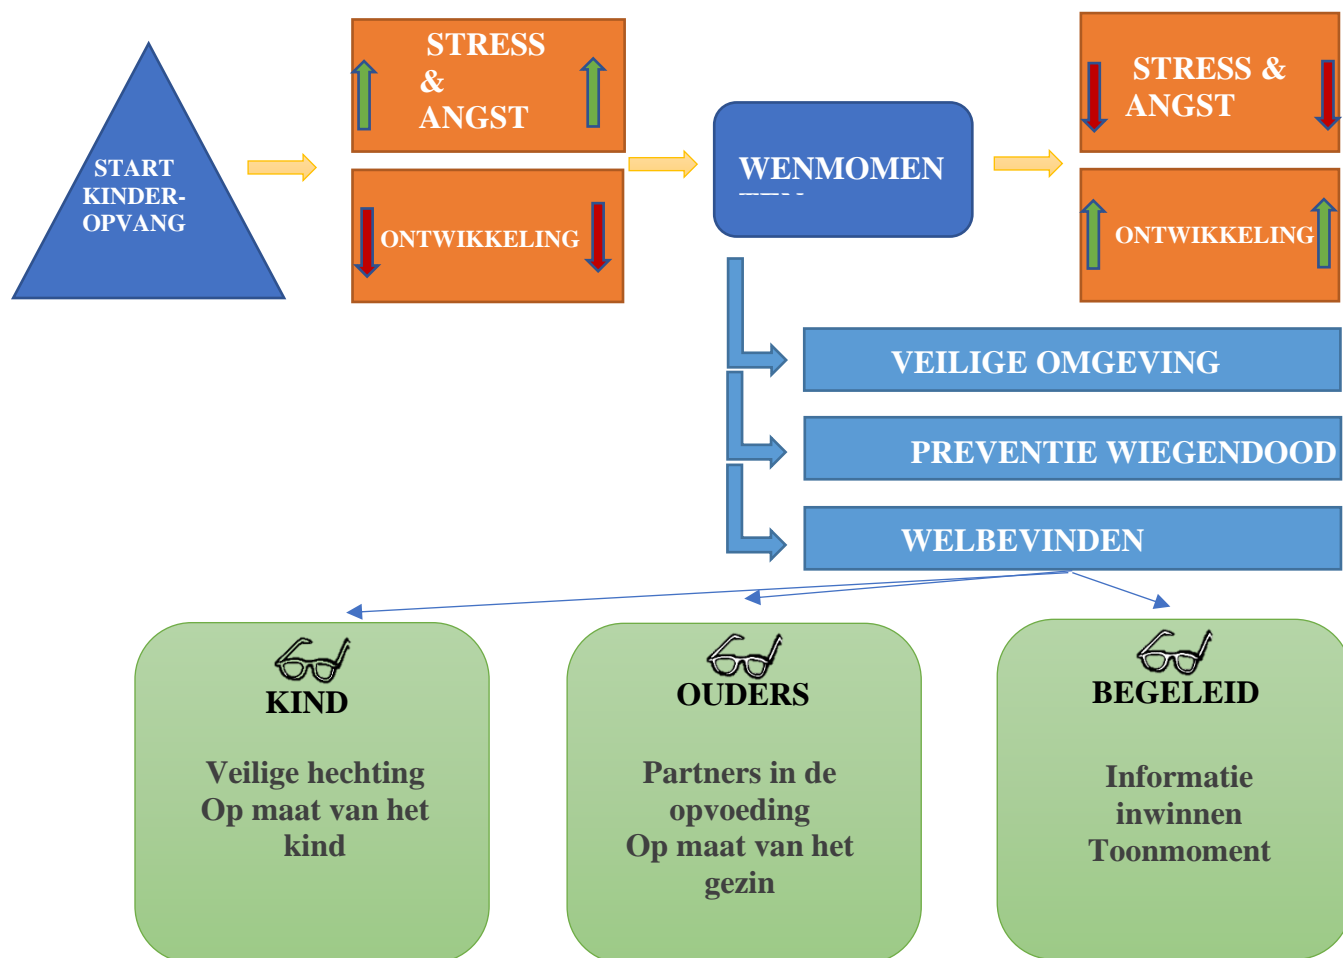 START
KINDER-
OPVANG
STRESS
&
ANGST
ONTWIKKELING
WENMOMEN
STRESS &
ANGST
ONTWIKKELING
VEILIGE OMGEVING
PREVENTIE WIEGENDOOD
WELBEVINDEN
KIND
Veilige hechting
Op maat van het
kind
OUDERS
Partners in de
opvoeding
Op maat van het
gezin
BEGELEID
Informatie
inwinnen
Toonmoment